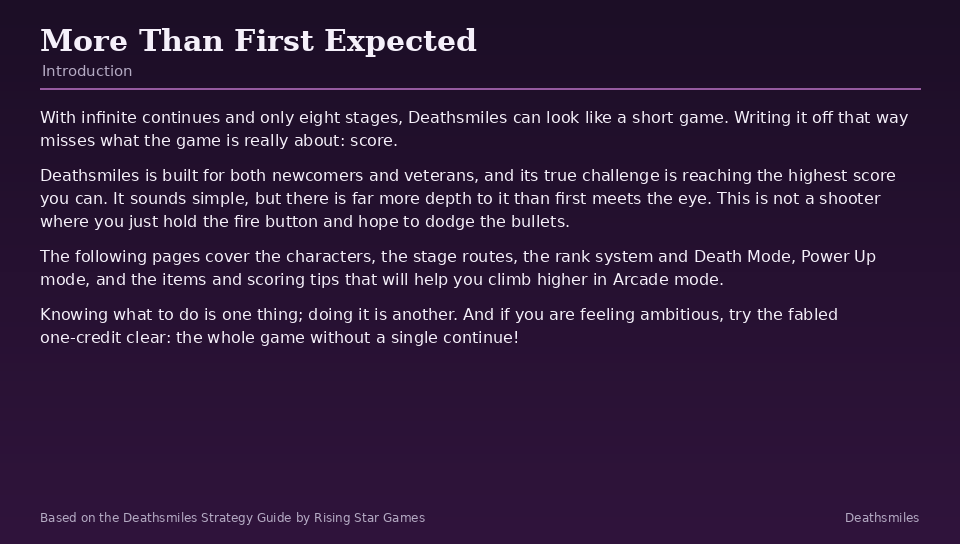 More Than First Expected
Introduction
With infinite continues and only eight stages, Deathsmiles can look like a short game. Writing it off that way
misses what the game is really about: score.
Deathsmiles is built for both newcomers and veterans, and its true challenge is reaching the highest score
you can. It sounds simple, but there is far more depth to it than first meets the eye. This is not a shooter
where you just hold the fire button and hope to dodge the bullets.
The following pages cover the characters, the stage routes, the rank system and Death Mode, Power Up
mode, and the items and scoring tips that will help you climb higher in Arcade mode.
Knowing what to do is one thing; doing it is another. And if you are feeling ambitious, try the fabled
one-credit clear: the whole game without a single continue!
Based on the Deathsmiles Strategy Guide by Rising Star Games
Deathsmiles